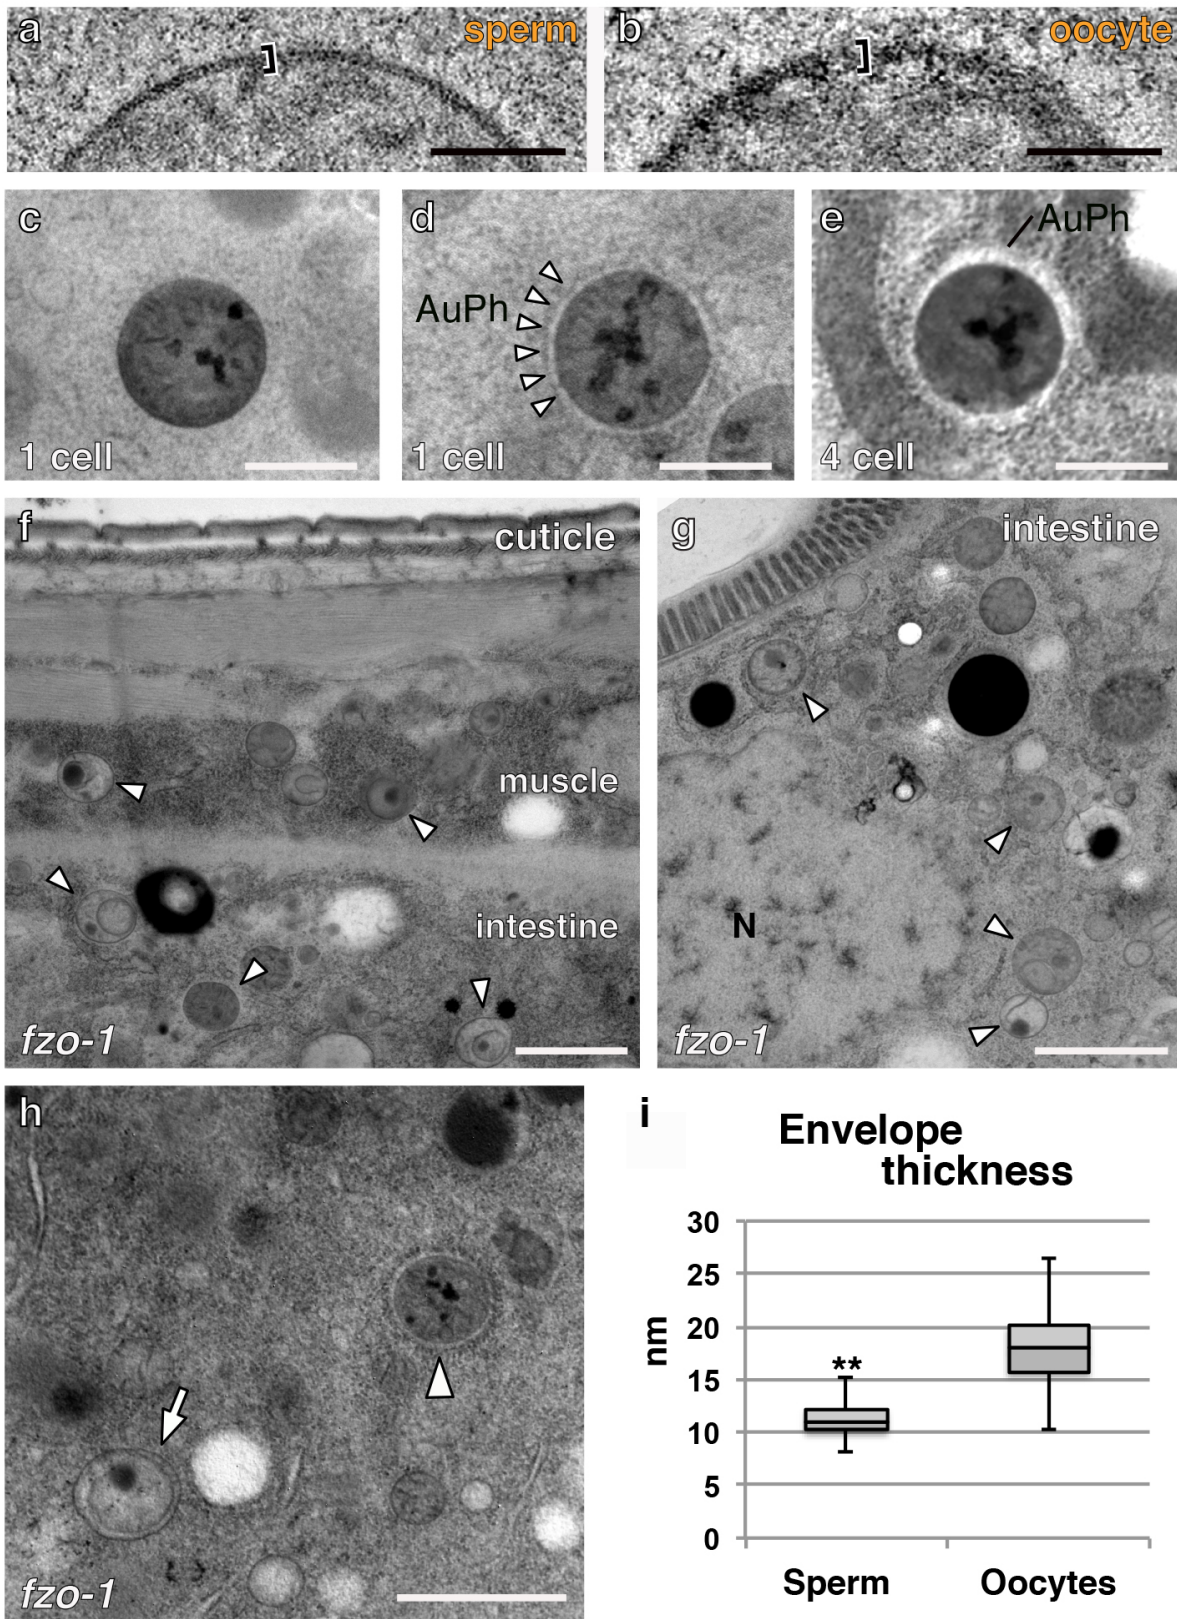 a
sperm
b
oocyte
c
1 cell
d
AuPh
1 cell
e
AuPh
4 cell
f
cuticle
muscle
intestine
fzo-1
g
intestine
N
fzo-1
h
fzo-1
i
Envelope
thickness
30
25
20
15
10
5
0
nm
**
Sperm
Oocytes